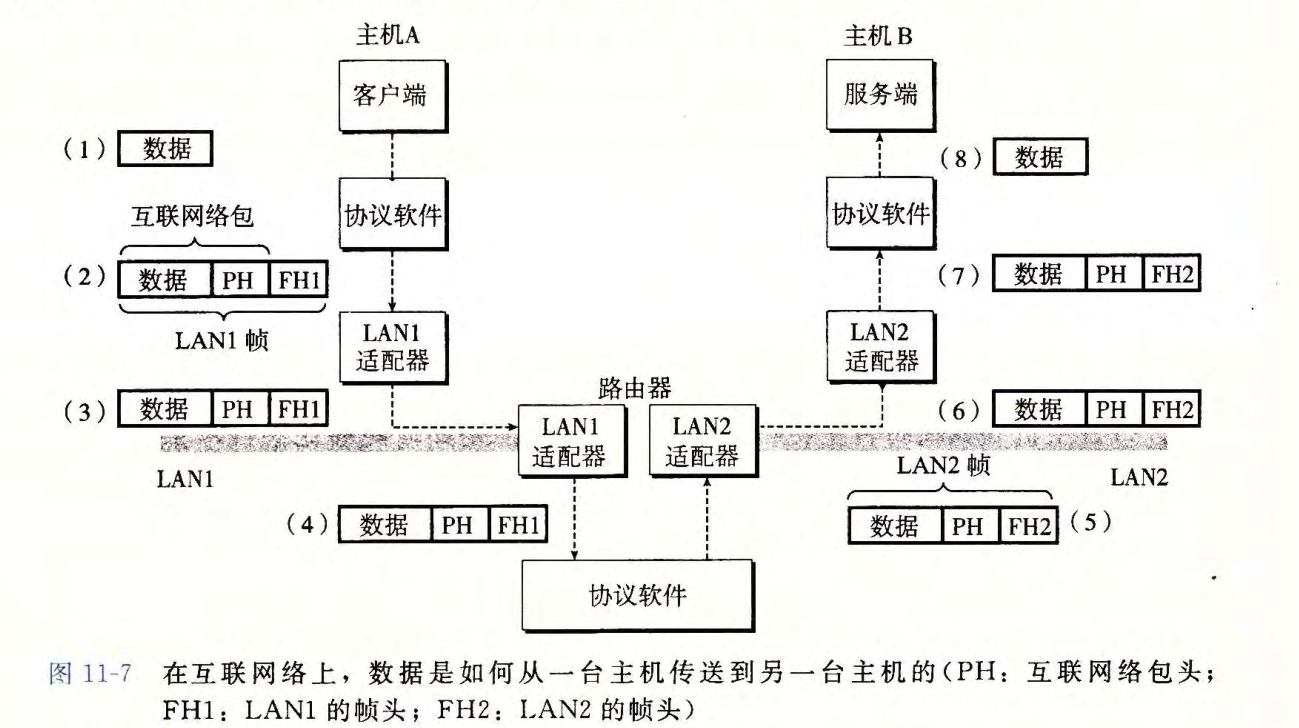 主机A
主机B
客户端
服务端
(1) 数据
(8) 数据
互联网络包
协议软件
协议软件
(2) 数据 PH FH1
(7) 数据 PH FH2
LAN1 帧
LAN1
适配器
LAN2
适配器
路由器
(3) 数据 PH FH1
(6) 数据 PH FH2
LAN1
适配器
LAN2
适配器
LAN1
LAN2 帧
LAN2
(4) 数据 PH FH1
数据 PH FH2 (5)
协议软件
图 11-7 在互联网络上，数据是如何从一台主机传送到另一台主机的(PH：互联网络包头；
FH1：LAN1 的帧头；FH2：LAN2 的帧头)